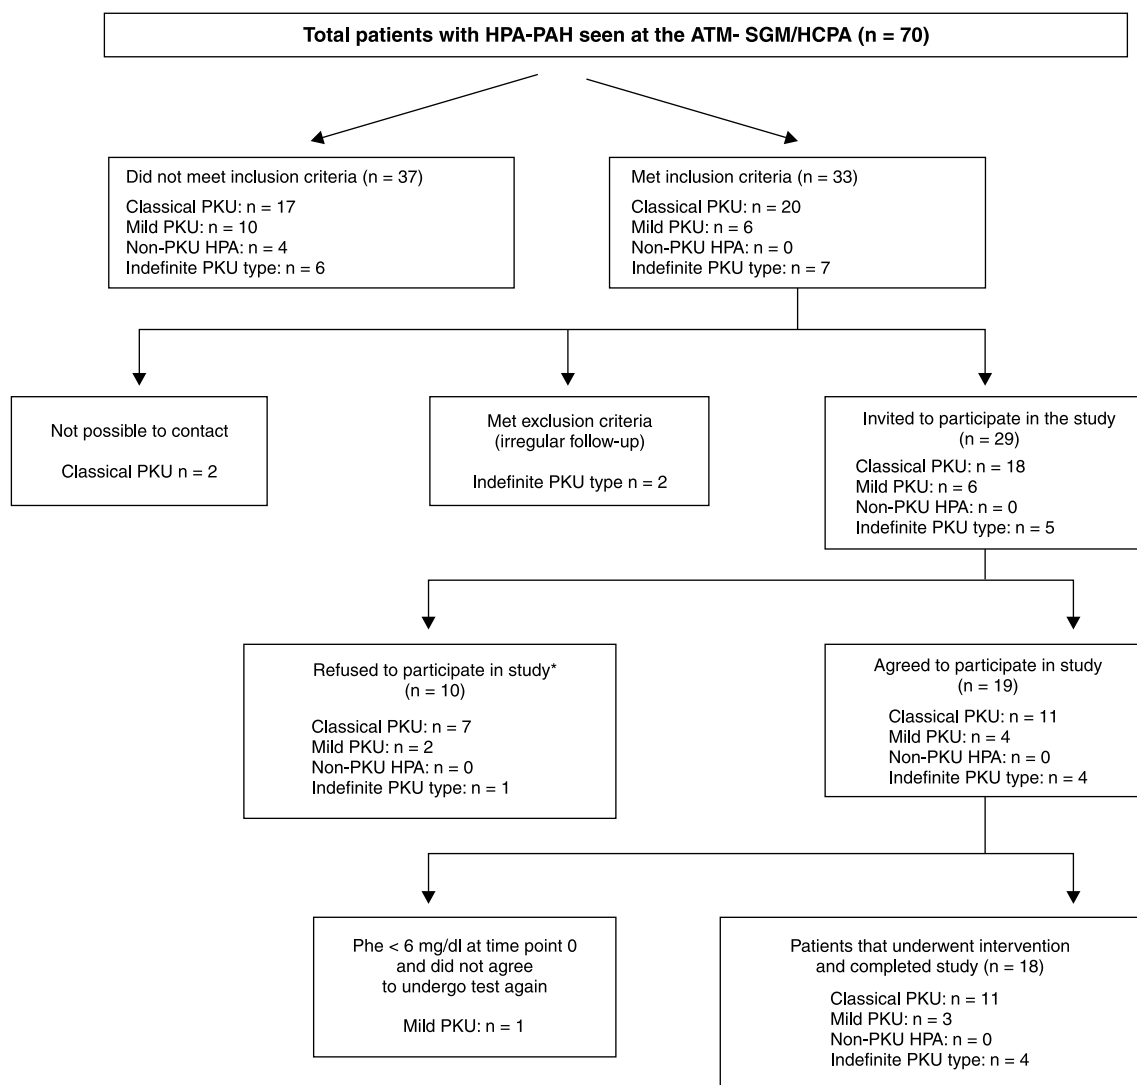 Total patients with HPA-PAH seen at the ATM- SGM/HCPA (n = 70)
Did not meet inclusion criteria (n = 37)
Classical PKU: n = 17
Mild PKU: n = 10
Non-PKU HPA: n = 4
Indefinite PKU type: n = 6
Met inclusion criteria (n = 33)
Classical PKU: n = 20
Mild PKU: n = 6
Non-PKU HPA: n = 0
Indefinite PKU type: n = 7
Not possible to contact
Classical PKU n = 2
Met exclusion criteria
(irregular follow-up)
Indefinite PKU type n = 2
Invited to participate in the study
(n = 29)
Classical PKU: n = 18
Mild PKU: n = 6
Non-PKU HPA: n = 0
Indefinite PKU type: n = 5
Refused to participate in study*
(n = 10)
Classical PKU: n = 7
Mild PKU: n = 2
Non-PKU HPA: n = 0
Indefinite PKU type: n = 1
Agreed to participate in study
(n = 19)
Classical PKU: n = 11
Mild PKU: n = 4
Non-PKU HPA: n = 0
Indefinite PKU type: n = 4
Phe < 6 mg/dl at time point 0
and did not agree
to undergo test again
Mild PKU: n = 1
Patients that underwent intervention
and completed study (n = 18)
Classical PKU: n = 11
Mild PKU: n = 3
Non-PKU HPA: n = 0
Indefinite PKU type: n = 4